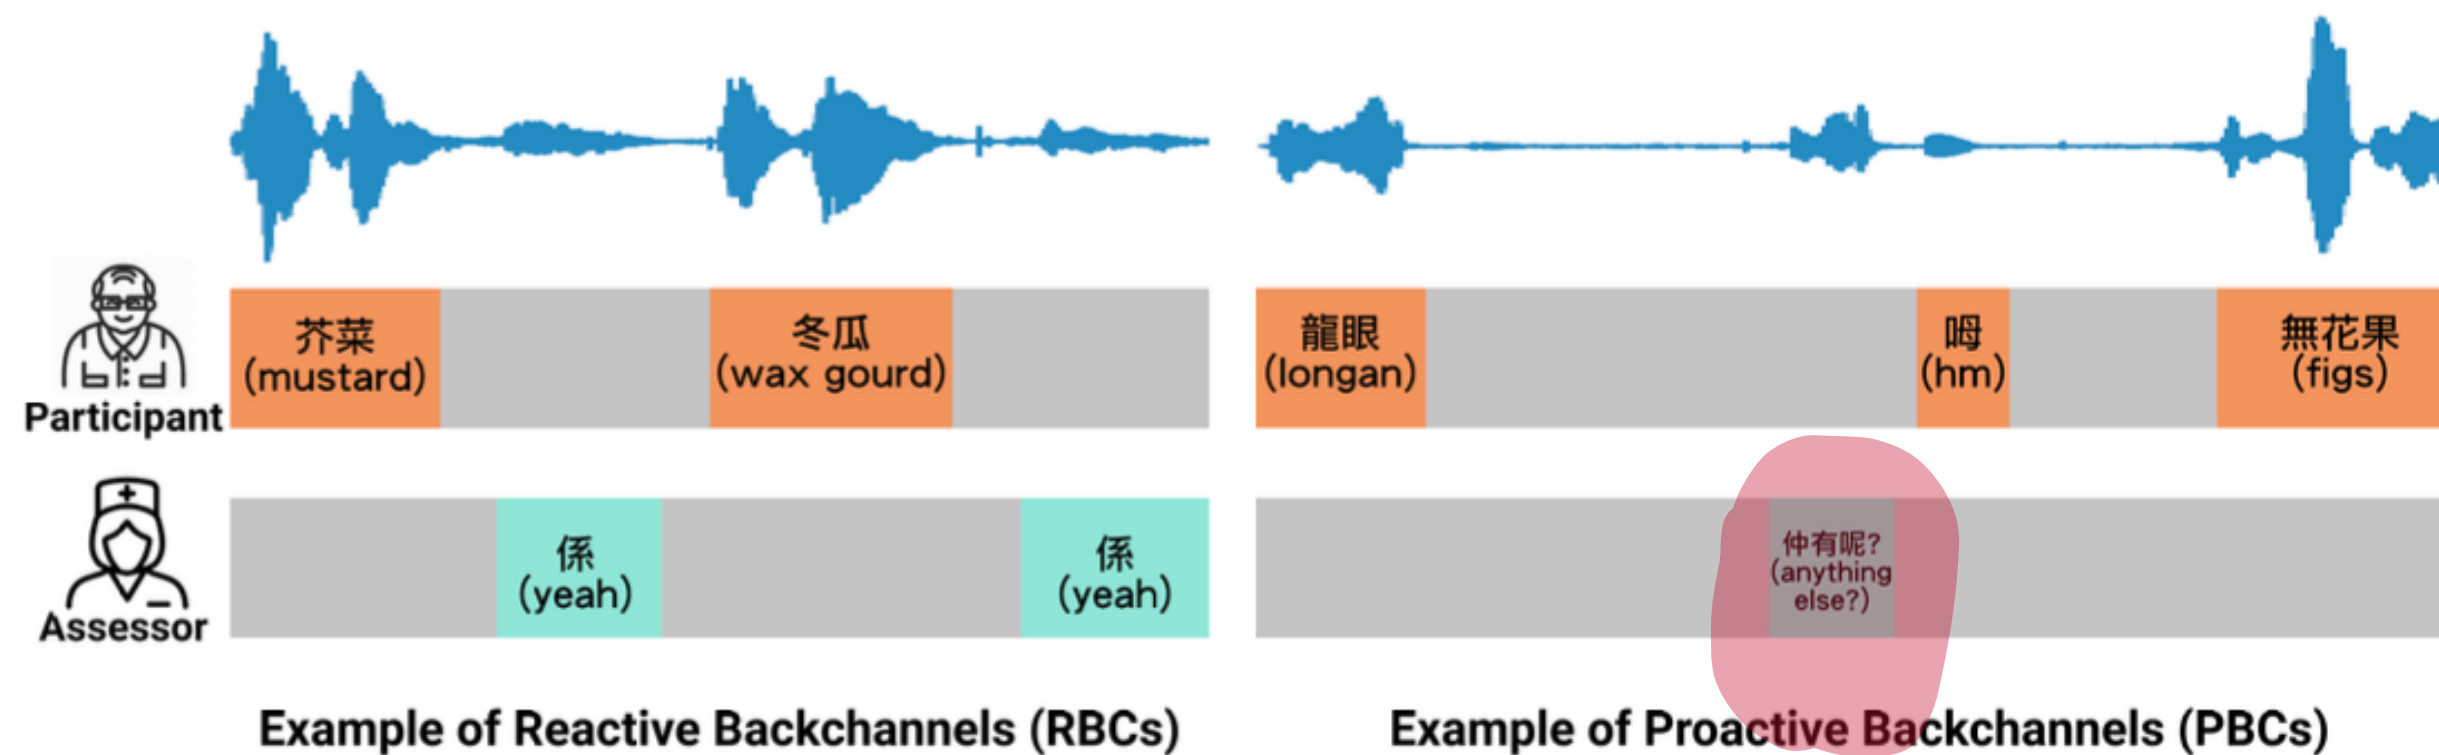 芥菜
(mustard)
冬瓜
(wax gourd)
龍眼
(longan)
呣
(hm)
無花果
(figs)
Participant
係
(yeah)
係
(yeah)
仲有呢?
(anything
else?)
Assessor
Example of Reactive Backchannels (RBCs)
Example of Proactive Backchannels (PBCs)